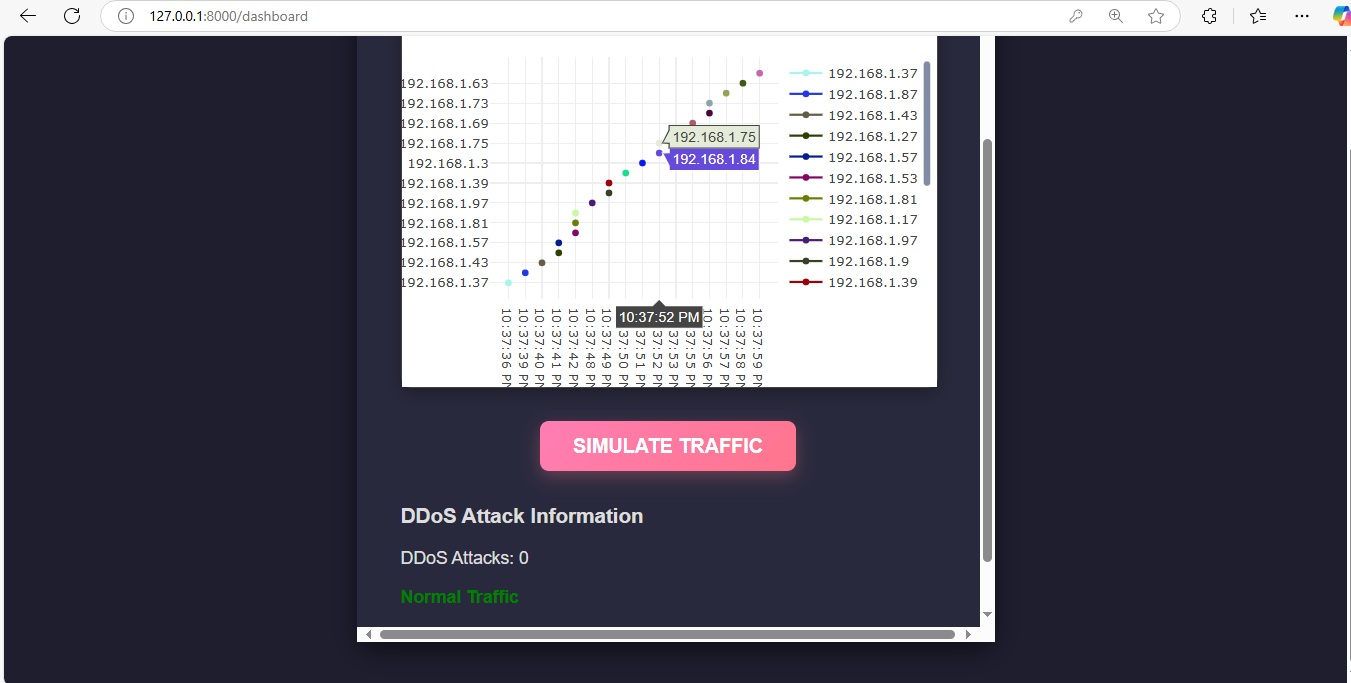 127.0.0.1:8000/dashboard
192.168.1.63
192.168.1.73
192.168.1.69
192.168.1.75
192.168.1.3
192.168.1.39
192.168.1.97
192.168.1.81
192.168.1.57
192.168.1.43
192.168.1.37
192.168.1.75
192.168.1.84
192.168.1.37
192.168.1.87
192.168.1.43
192.168.1.27
192.168.1.57
192.168.1.53
192.168.1.81
192.168.1.17
192.168.1.97
192.168.1.9
192.168.1.39
10:37:52 PM
10:37:36 PM
10:37:39 PM
10:37:40 PM
10:37:41 PM
10:37:42 PM
10:37:48 PM
10:37:49 PM
:37:50 PM
:37:51 PM
:37:52 PM
:37:53 PM
:37:55 PM
10:37:56 PM
10:37:57 PM
10:37:58 PM
10:37:59 PM
SIMULATE TRAFFIC
DDoS Attack Information
DDoS Attacks: 0
Normal Traffic